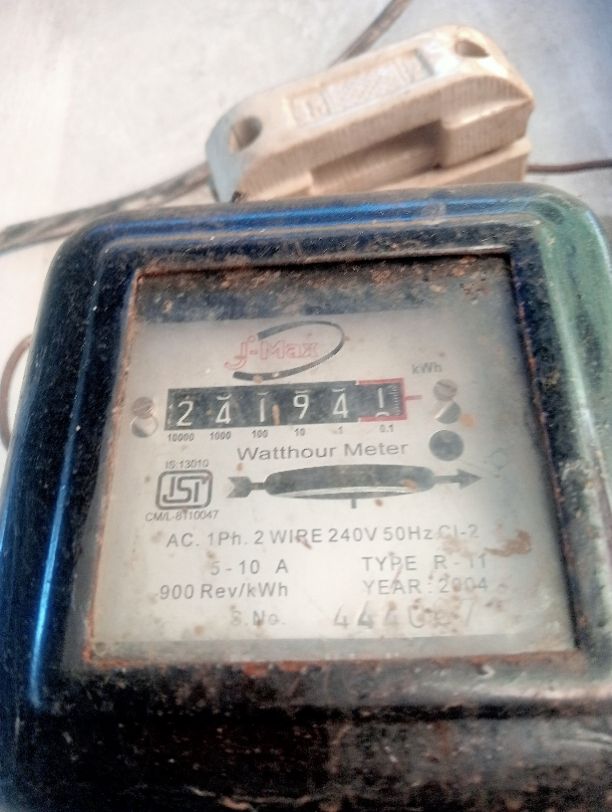 J-Max
kWh
2 4 1 9 4 1
10000 1000 100 10 1 0.1
Watthour Meter
IS:13010
ISI
CM/L-8110047
AC. 1Ph. 2 WIRE 240V 50Hz.Cl-2
5-10 A TYPE R-11
900 Rev/kWh YEAR:2004
S.No.